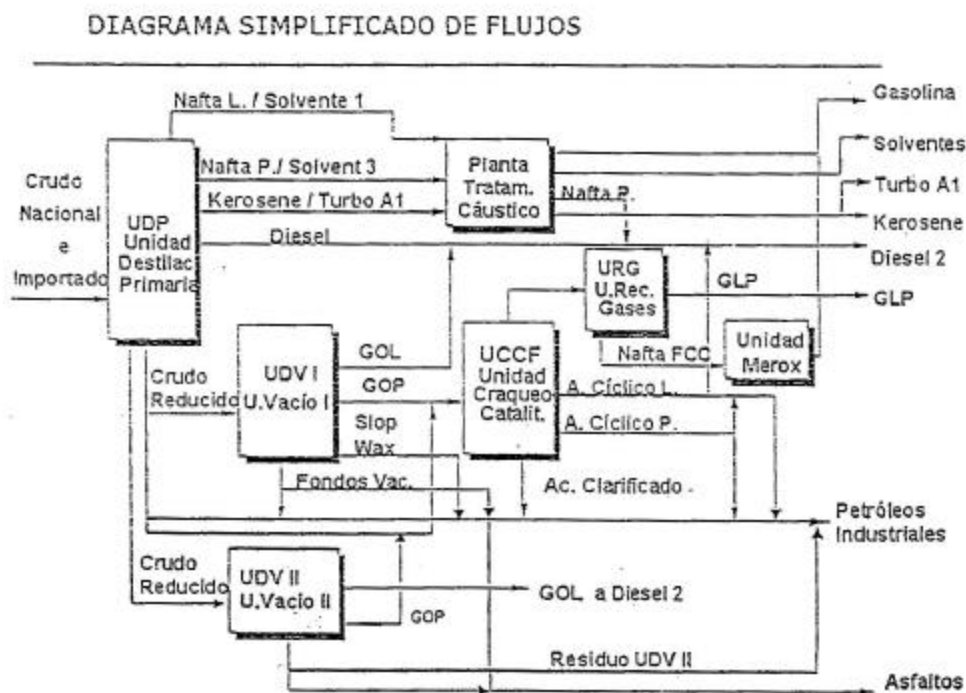 DIAGRAMA SIMPLIFICADO DE FLUJOS
Nafta L. / Solvente 1
Gasolina
Solventes
Nafta P./ Solvent 3
Planta
Tratam.
Cáustico
Nafta P.
Turbo A1
Crudo
Nacional
e
Importado
UDP
Unidad
Destilac
Primaria
Kerosene / Turbo A1
Kerosene
Diesel
Diesel 2
URG
U.Rec.
Gases
GLP
GLP
UDV I
U.Vacío I
GOL
GOP
UCCF
Unidad
Craqueo
Catalit.
Nafta FCC
Unidad
Merox
Crudo
Reducido
A. Cíclico L.
A. Cíclico P.
Slop
Wax
Fondos Vac.
Ac. Clarificado
Petróleos
Industriales
Crudo
Reducido
UDV II
U.Vacio II
GOP
GOL a Diesel 2
Residuo UDV II
Asfaltos